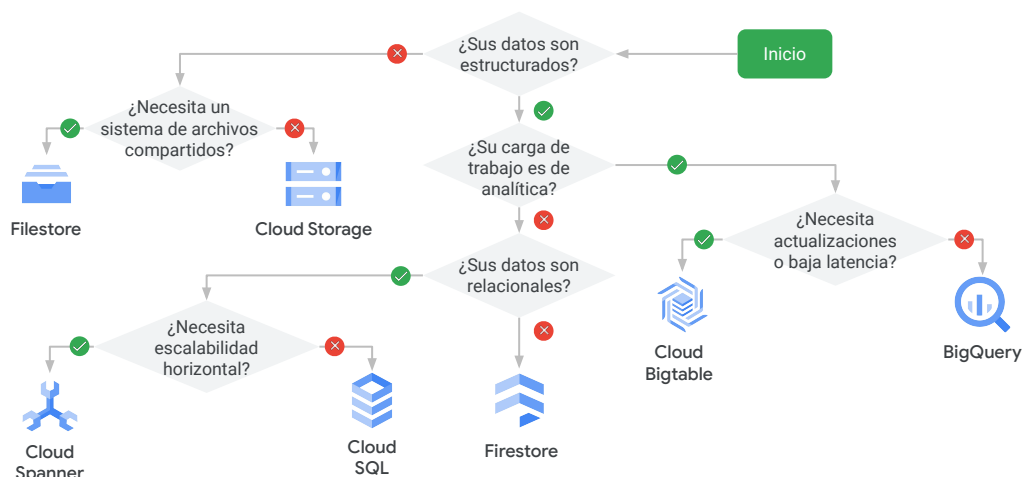 ¿Sus datos son
estructurados?
Inicio
¿Necesita un
sistema de archivos
compartidos?
¿Su carga de
trabajo es de
analítica?
Filestore
Cloud Storage
¿Necesita
actualizaciones
o baja latencia?
¿Sus datos son
relacionales?
¿Necesita
escalabilidad
horizontal?
Cloud
Bigtable
BigQuery
Cloud
Spanner
Cloud
SQL
Firestore